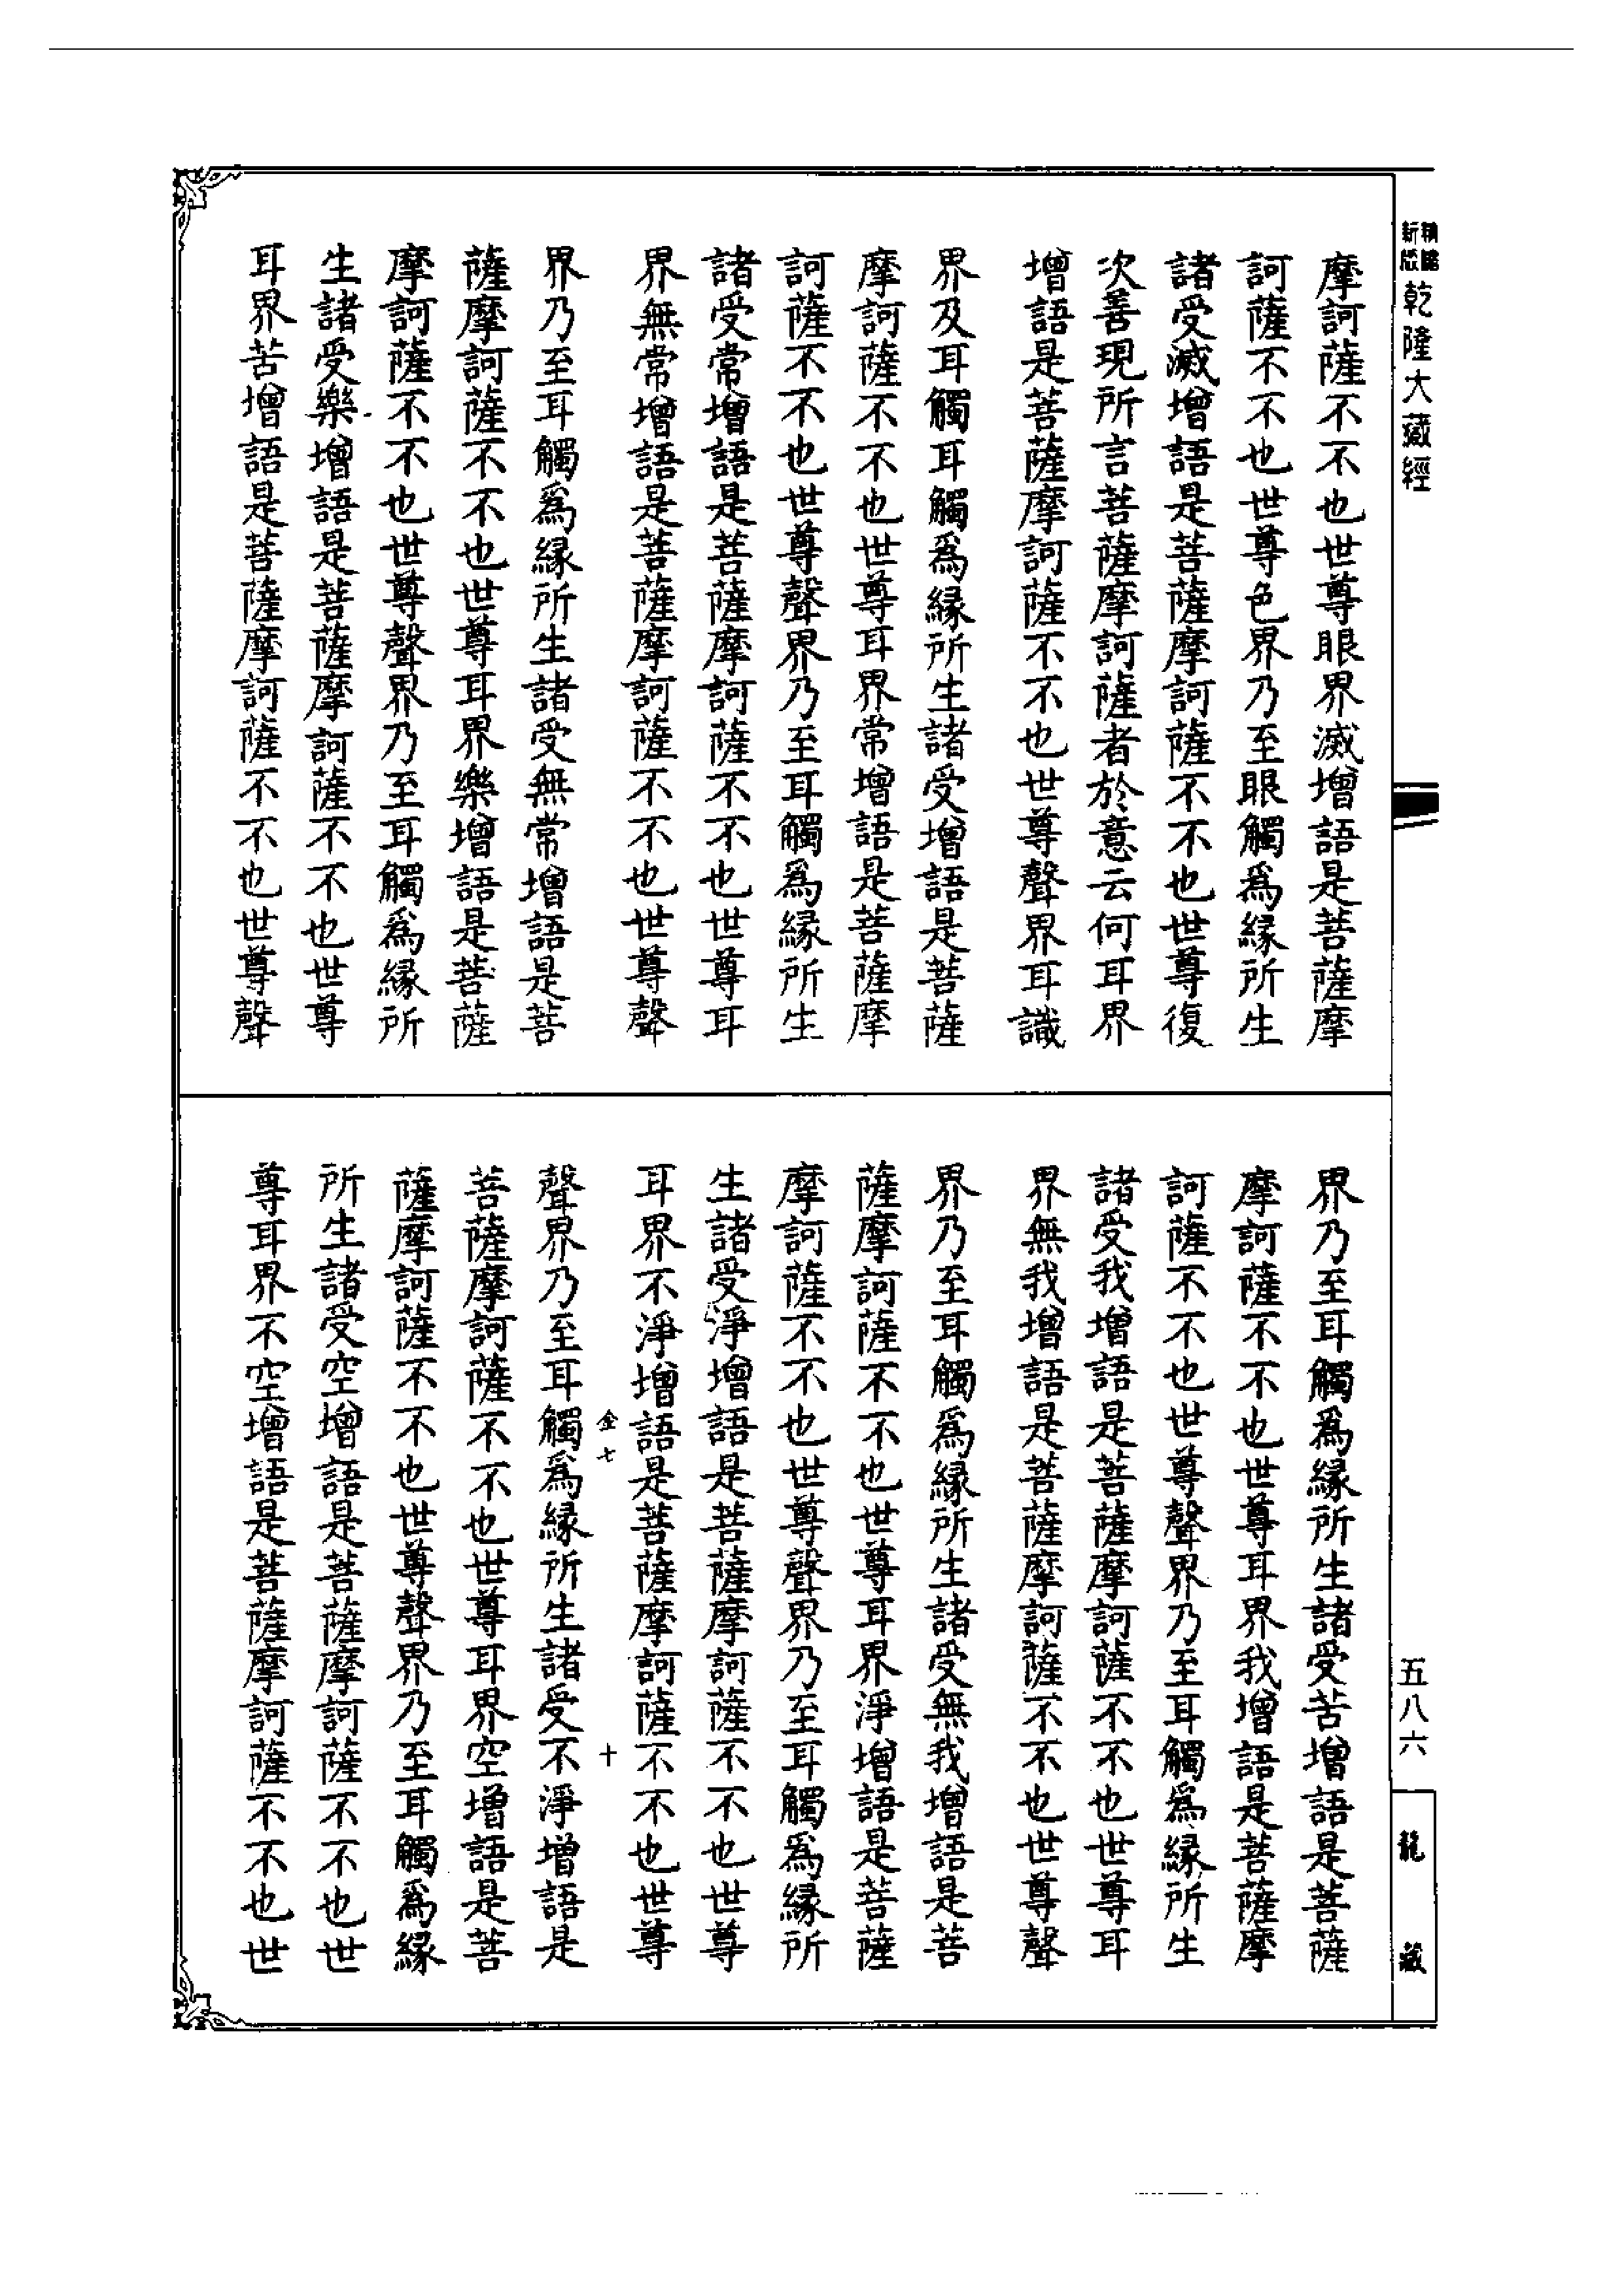 新版
精縮
乾隆大藏經
摩訶薩不不也世尊眼界滅增語是菩薩摩
訶薩不不也世尊色界乃至眼觸爲緣所生
諸受滅增語是菩薩摩訶薩不不也世尊復
次善現所言菩薩摩訶薩者於意云何耳界
增語是菩薩摩訶薩不不也世尊聲界耳識
界及耳觸耳觸爲緣所生諸受增語是菩薩
摩訶薩不不也世尊耳界常增語是菩薩摩
訶薩不不也世尊聲界乃至耳觸爲緣所生
諸受常增語是菩薩摩訶薩不不也世尊耳
界無常增語是菩薩摩訶薩不不也世尊聲
界乃至耳觸爲緣所生諸受無常增語是菩
薩摩訶薩不不也世尊耳界樂增語是菩薩
摩訶薩不不也世尊聲界乃至耳觸爲緣所
生諸受樂增語是菩薩摩訶薩不不也世尊
耳界苦增語是菩薩摩訶薩不不也世尊聲
界乃至耳觸爲緣所生諸受苦增語是菩薩
摩訶薩不不也世尊耳界我增語是菩薩摩
訶薩不不也世尊聲界乃至耳觸爲緣所生
諸受我增語是菩薩摩訶薩不不也世尊耳
界無我增語是菩薩摩訶薩不不也世尊聲
界乃至耳觸爲緣所生諸受無我增語是菩
薩摩訶薩不不也世尊耳界淨增語是菩薩
摩訶薩不不也世尊聲界乃至耳觸爲緣所
生諸受淨增語是菩薩摩訶薩不不也世尊
耳界不淨增語是菩薩摩訶薩不不也世尊
金七 十
聲界乃至耳觸爲緣所生諸受不淨增語是
菩薩摩訶薩不不也世尊耳界空增語是菩
薩摩訶薩不不也世尊聲界乃至耳觸爲緣
所生諸受空增語是菩薩摩訶薩不不也世
尊耳界不空增語是菩薩摩訶薩不不也世
五八六
龍藏